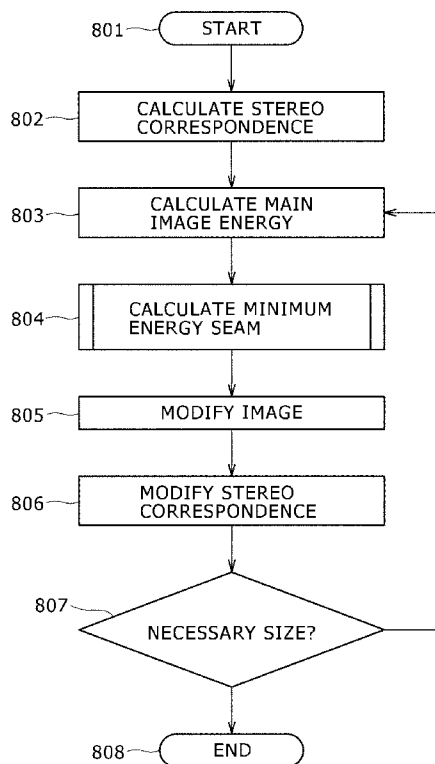 801
START
802
CALCULATE STEREO
CORRESPONDENCE
803
CALCULATE MAIN
IMAGE ENERGY
804
CALCULATE MINIMUM
ENERGY SEAM
805
MODIFY IMAGE
806
MODIFY STEREO
CORRESPONDENCE
807
NECESSARY SIZE?
808
END